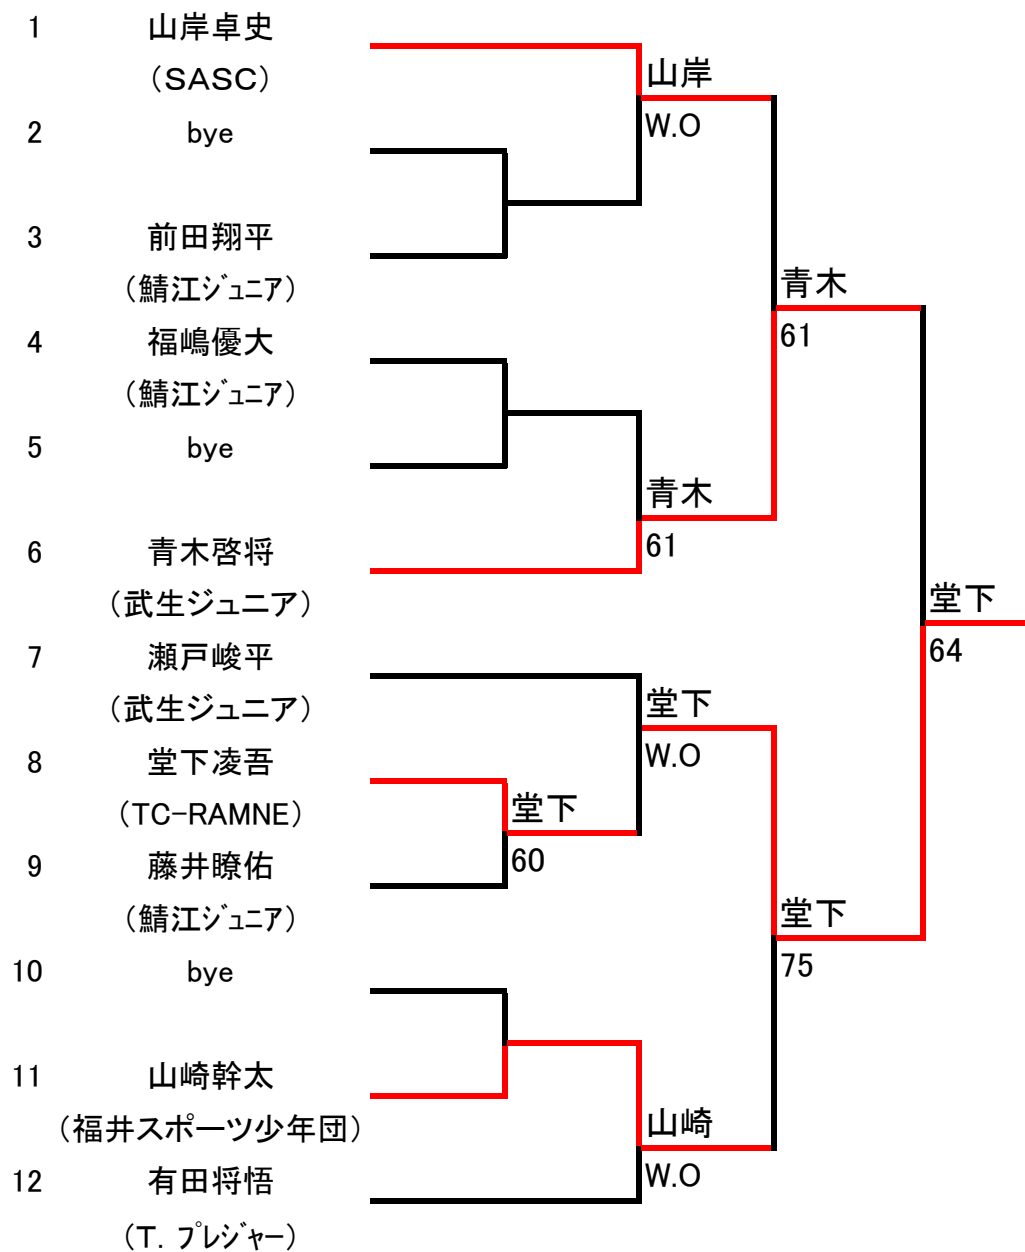 1 山岸卓史
（SASC）
山岸
2 bye
W.O
3 前田翔平
（鯖江ｼﾞｭﾆｱ）
青木
4 福嶋優大
61
（鯖江ｼﾞｭﾆｱ）
5 bye
青木
6 青木啓将
61
（武生ジュニア）
堂下
7 瀬戸峻平
64
（武生ジュニア）
堂下
8 堂下凌吾
W.O
（TC-RAMNE）
堂下
9 藤井瞭佑
60
（鯖江ｼﾞｭﾆｱ）
堂下
10 bye
75
11 山崎幹太
（福井スポーツ少年団）
山崎
12 有田将悟
W.O
（T. ﾌﾟﾚｼﾞｬｰ）